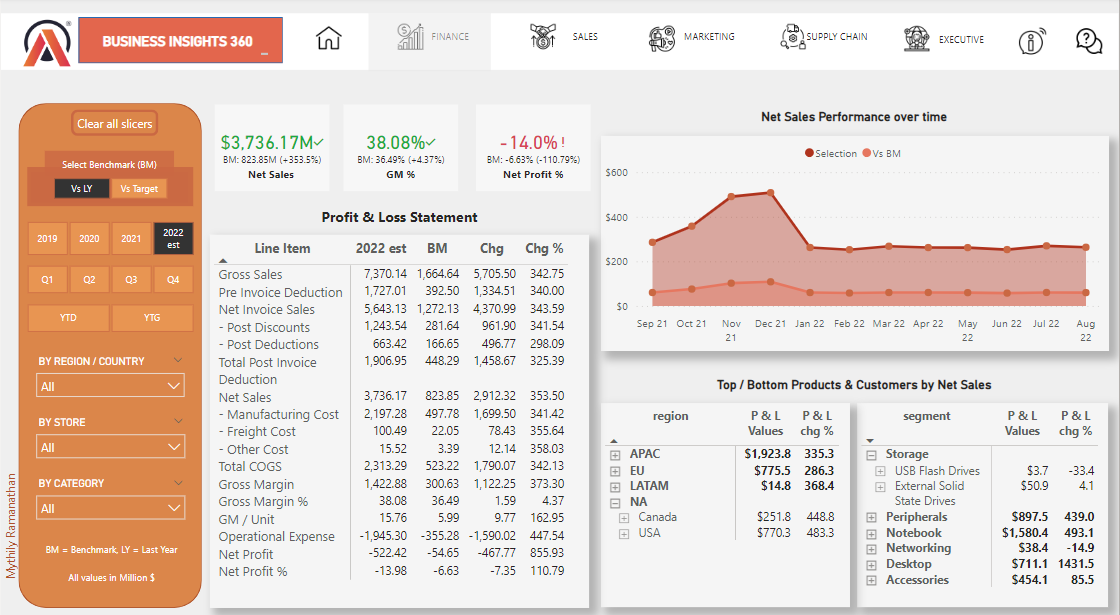 BUSINESS INSIGHTS 360
FINANCE
SALES
MARKETING
SUPPLY CHAIN
EXECUTIVE
Clear all slicers
Select Benchmark (BM)
Vs LY Vs Target
2019 2020 2021 2022 est
Q1 Q2 Q3 Q4
YTD YTG
BY REGION / COUNTRY
All
BY STORE
All
BY CATEGORY
All
BM = Benchmark, LY = Last Year
All values in Million $
Mythily Ramanathan
$3,736.17M
BM: 823.85M (+353.5%)
Net Sales
38.08%
BM: 36.49% (+4.37%)
GM %
-14.0% !
BM: -6.63% (-110.79%)
Net Profit %
Profit & Loss Statement
Line Item 2022 est BM Chg Chg %
Gross Sales 7,370.14 1,664.64 5,705.50 342.75
Pre Invoice Deduction 1,727.01 392.50 1,334.51 340.00
Net Invoice Sales 5,643.13 1,272.13 4,370.99 343.59
- Post Discounts 1,243.54 281.64 961.90 341.54
- Post Deductions 663.42 166.65 496.77 298.09
Total Post Invoice 1,906.95 448.29 1,458.67 325.39
Deduction
Net Sales 3,736.17 823.85 2,912.32 353.50
- Manufacturing Cost 2,197.28 497.78 1,699.50 341.42
- Freight Cost 100.49 22.05 78.43 355.64
- Other Cost 15.52 3.39 12.14 358.03
Total COGS 2,313.29 523.22 1,790.07 342.13
Gross Margin 1,422.88 300.63 1,122.25 373.30
Gross Margin % 38.08 36.49 1.59 4.37
GM / Unit 15.76 5.99 9.77 162.95
Operational Expense -1,945.30 -355.28 -1,590.02 447.54
Net Profit -522.42 -54.65 -467.77 855.93
Net Profit % -13.98 -6.63 -7.35 110.79
Net Sales Performance over time
Selection Vs BM
$600
$400
$200
$0
Sep 21 Oct 21 Nov 21 Dec 21 Jan 22 Feb 22 Mar 22 Apr 22 May 22 Jun 22 Jul 22 Aug 22
Top / Bottom Products & Customers by Net Sales
region P & L Values P & L chg %
APAC $1,923.8 335.3
EU $775.5 286.3
LATAM $14.8 368.4
NA
Canada $251.8 448.8
USA $770.3 483.3
segment P & L Values P & L chg %
Storage
USB Flash Drives $3.7 -33.4
External Solid $50.9 4.1
State Drives
Peripherals $897.5 439.0
Notebook $1,580.4 493.1
Networking $38.4 -14.9
Desktop $711.1 1431.5
Accessories $454.1 85.5